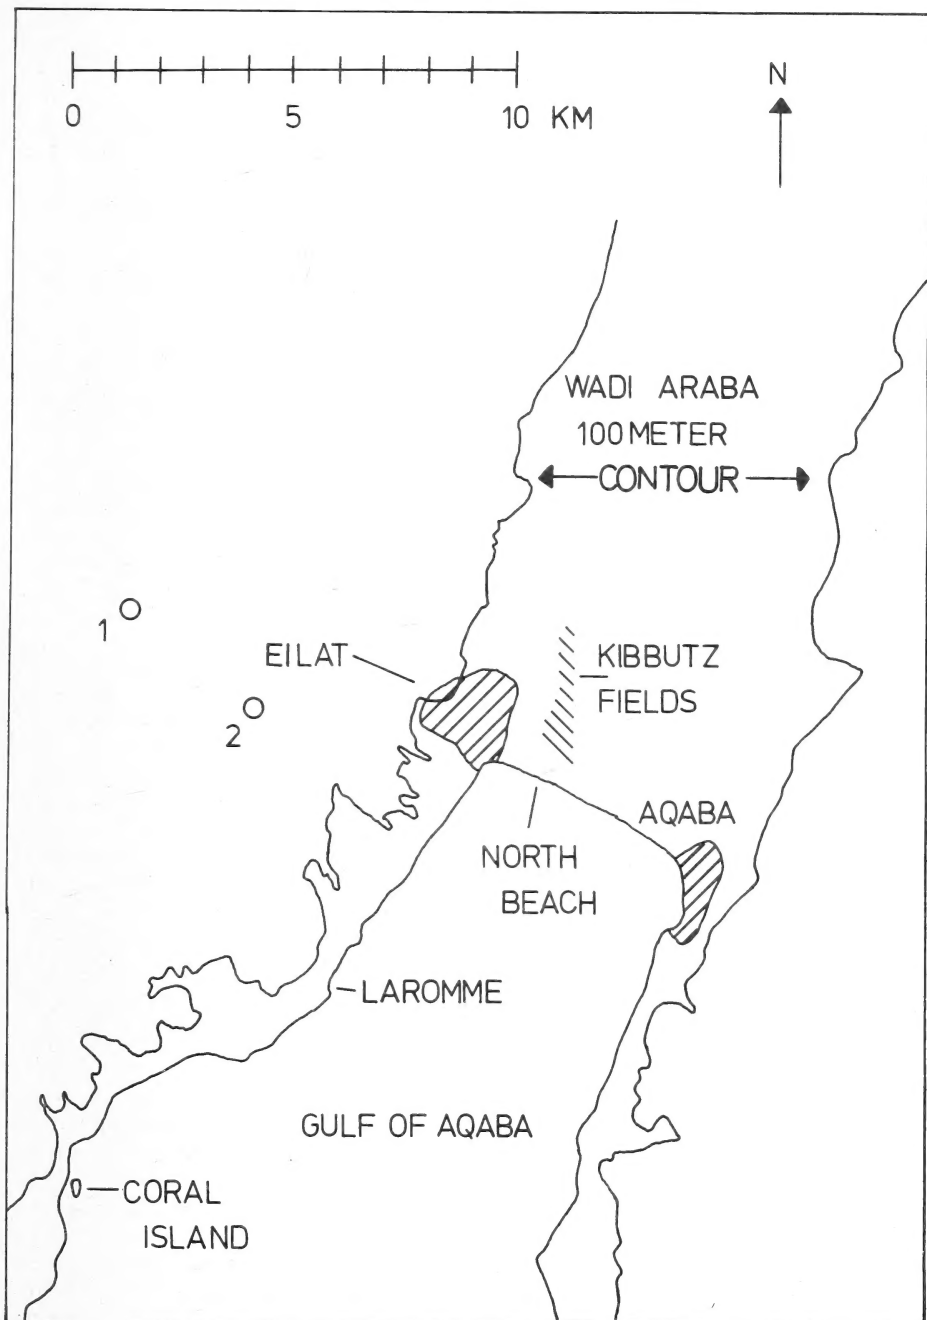 0 5 10 KM
N
WADI ARABA
100 METER
CONTOUR
1
EILAT
KIBBUTZ
FIELDS
2
AQABA
NORTH
BEACH
LAROMME
GULF OF AQABA
CORAL
ISLAND